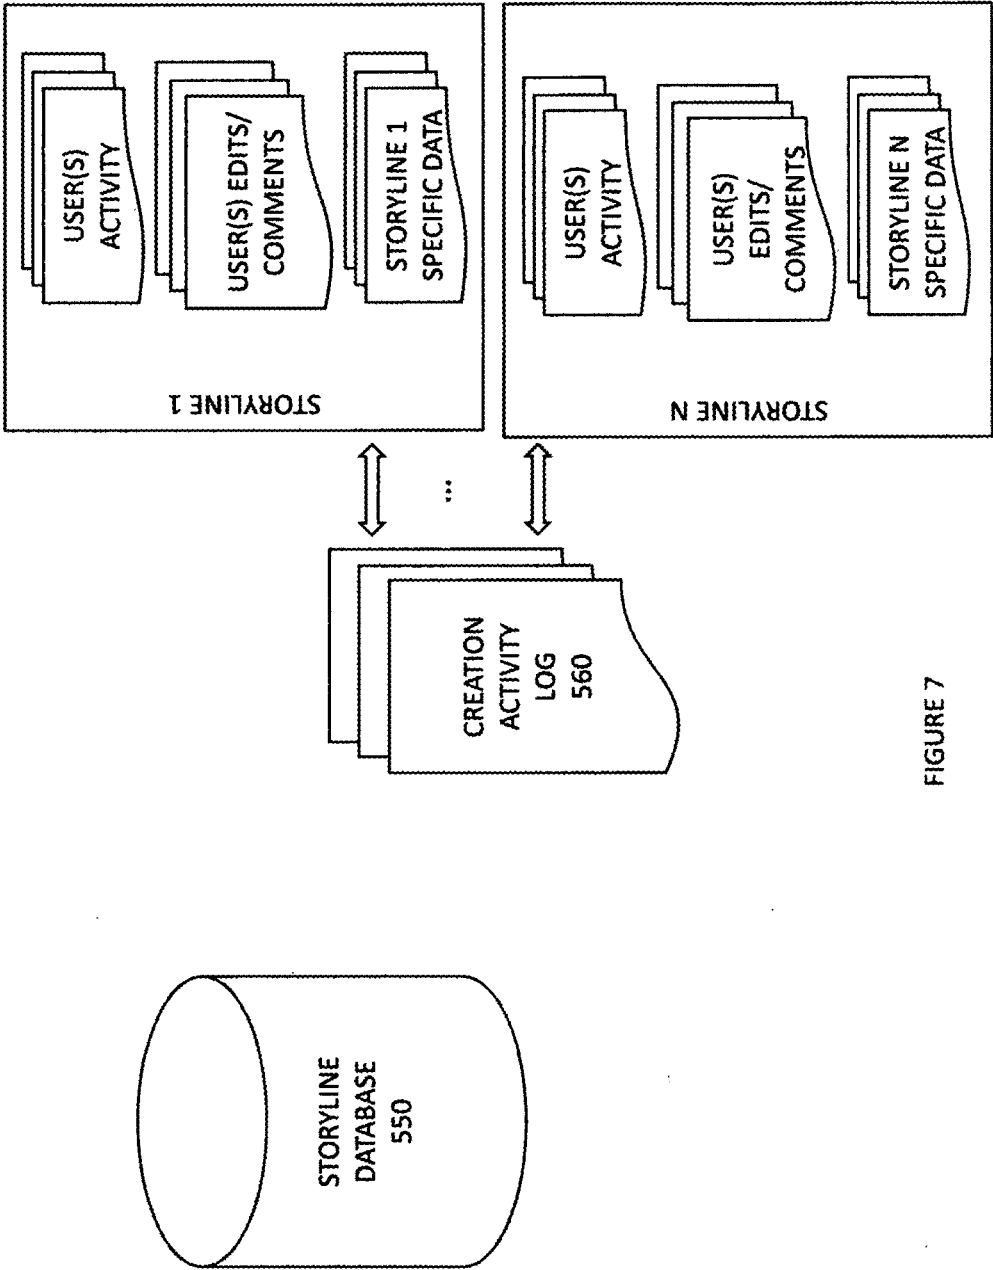 STORYLINE
DATABASE
550
CREATION
ACTIVITY
LOG
560
...
STORYLINE 1
USER(S)
ACTIVITY
USER(S) EDITS/
COMMENTS
STORYLINE 1
SPECIFIC DATA
STORYLINE N
USER(S)
ACTIVITY
USER(S)
EDITS/
COMMENTS
STORYLINE N
SPECIFIC DATA
FIGURE 7